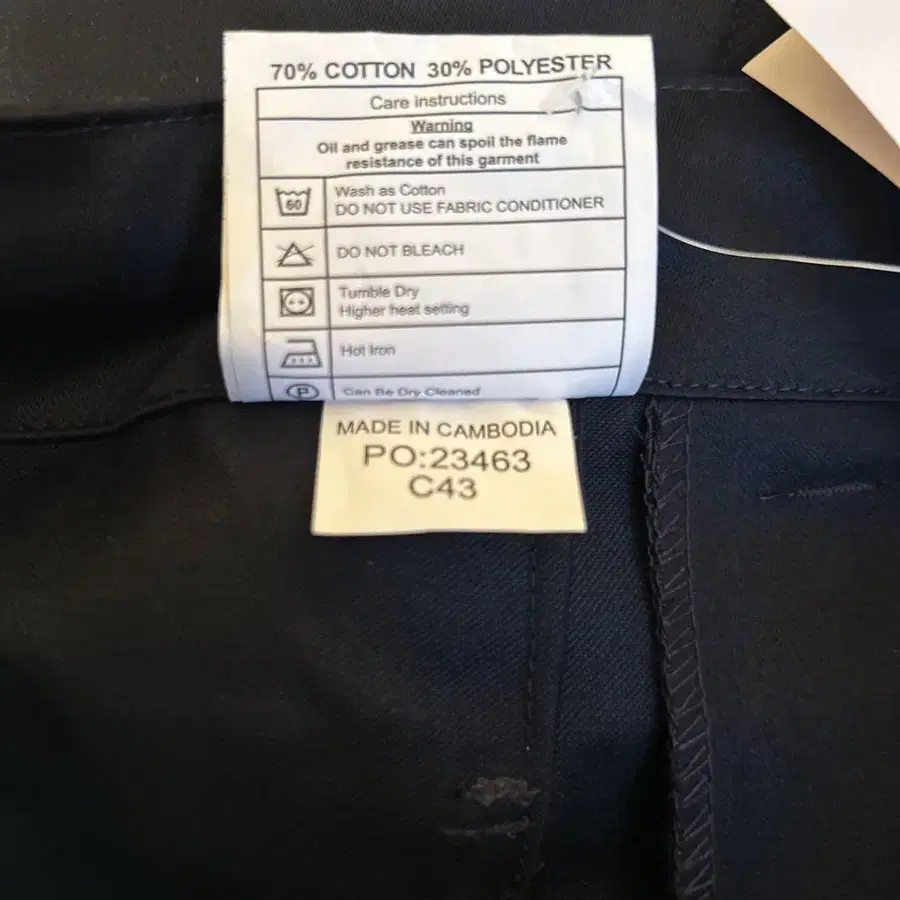 70% COTTON 30% POLYESTER
Care instructions
Warning
Oil and grease can spoil the flame
resistance of this garment
60
Wash as Cotton
DO NOT USE FABRIC CONDITIONER
DO NOT BLEACH
Tumble Dry
Higher heat setting
Hot Iron
P
Can Be Dry Cleaned
MADE IN CAMBODIA
PO:23463
C43